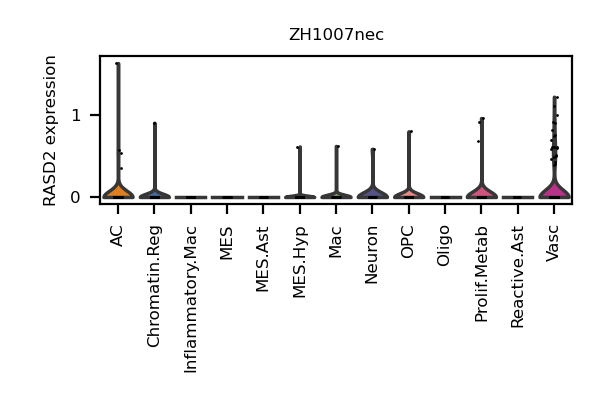 ZH1007nec
RASD2 expression
1
0
AC
Chromatin.Reg
Inflammatory.Mac
MES
MES.Ast
MES.Hyp
Mac
Neuron
OPC
Oligo
Prolif.Metab
Reactive.Ast
Vasc